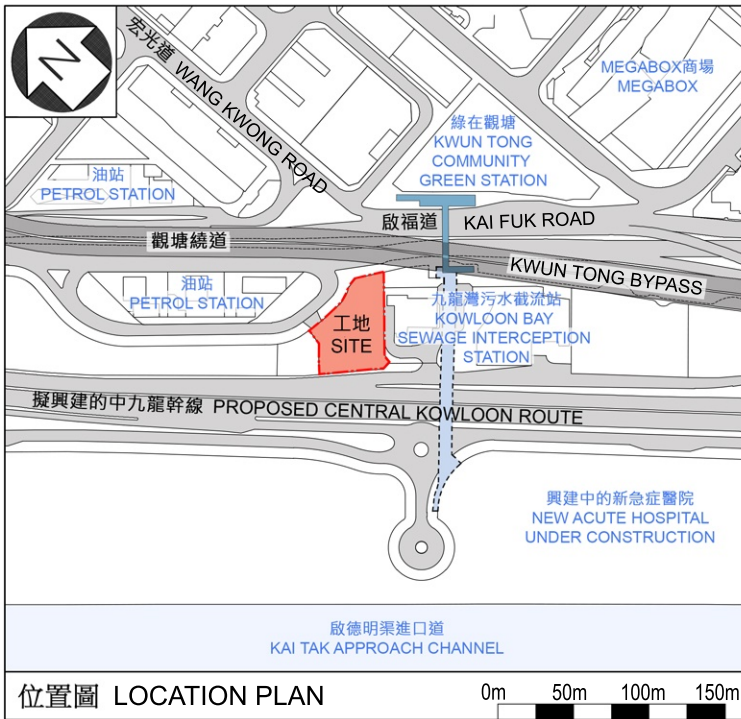 N
宏光道 WANG KWONG ROAD
MEGABOX商場
MEGABOX
綠在觀塘
KWUN TONG
COMMUNITY
GREEN STATION
油站
PETROL STATION
啟福道 KAI FUK ROAD
觀塘繞道
KWUN TONG BYPASS
油站
PETROL STATION
工地
SITE
九龍灣污水截流站
KOWLOON BAY
SEWAGE INTERCEPTION
STATION
擬興建的中九龍幹線 PROPOSED CENTRAL KOWLOON ROUTE
興建中的新急症醫院
NEW ACUTE HOSPITAL
UNDER CONSTRUCTION
啟德明渠進口道
KAI TAK APPROACH CHANNEL
位置圖 LOCATION PLAN
0m 50m 100m 150m